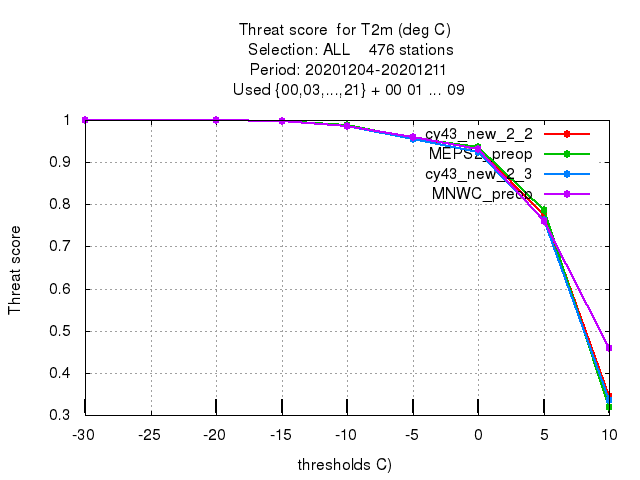 Threat score  for T2m (deg C)
Selection: ALL    476 stations
Period: 20201204-20201211
Used {00,03,...,21} + 00 01 ... 09
cy43_new_2_2
MEPS2_preop
cy43_new_2_3
MNWC_preop
1
0.9
0.8
0.7
0.6
0.5
0.4
0.3
Threat score
-30 -25 -20 -15 -10 -5 0 5 10
thresholds C)